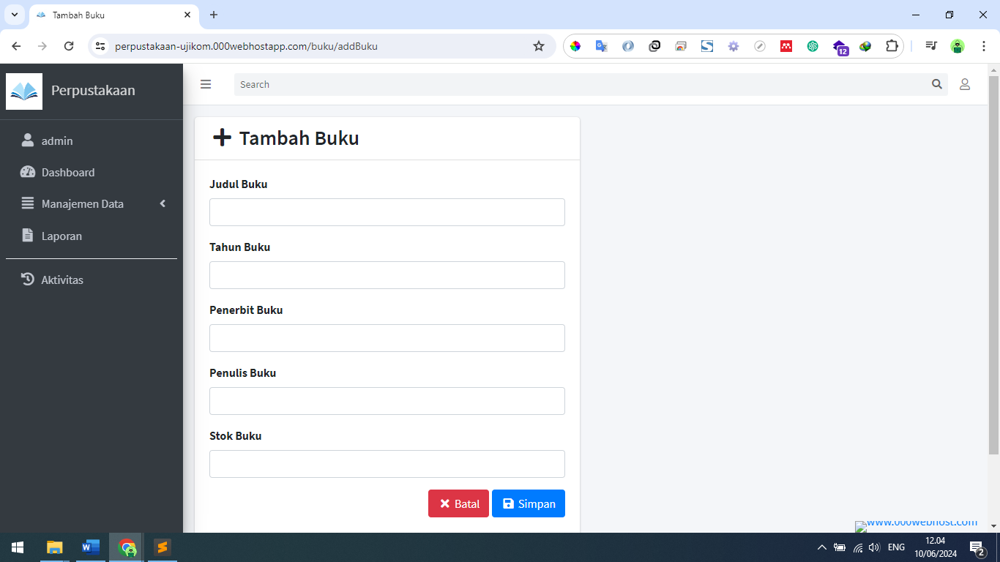 Tambah Buku
perpustakaan-ujikom.000webhostapp.com/buku/addBuku
12
Perpustakaan
Search
admin
Dashboard
Manajemen Data
Laporan
Aktivitas
Tambah Buku
Judul Buku
Tahun Buku
Penerbit Buku
Penulis Buku
Stok Buku
Batal
Simpan
www.000webhost.com
ENG
12.04
10/06/2024
2